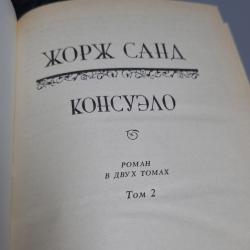 ЖОРЖ САНД
КОНСУЭЛО
РОМАН
В ДВУХ ТОМАХ
Том 2